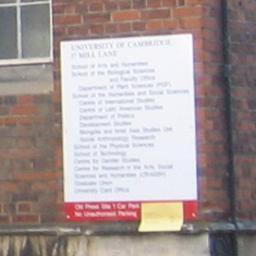 UNIVERSITY OF CAMBRIDGE
17 MILL LANE
School of Arts and Humanities
School of the Biological Sciences
and Faculty Office
Department of Plant Sciences (PGF)
School of the Humanities and Social Sciences
Centre of International Studies
Centre of Latin American Studies
Department of Politics
Development Studies
Mongolia and Inner Asia Studies Unit
Social Anthropology Research
School of the Physical Sciences
School of Technology
Centre for Gender Studies
Centre for Research in the Arts, Social
Sciences and Humanities (CRASSH)
Graduate Union
University Card Office
Old Press Site 1 Car Park
No Unauthorised Parking